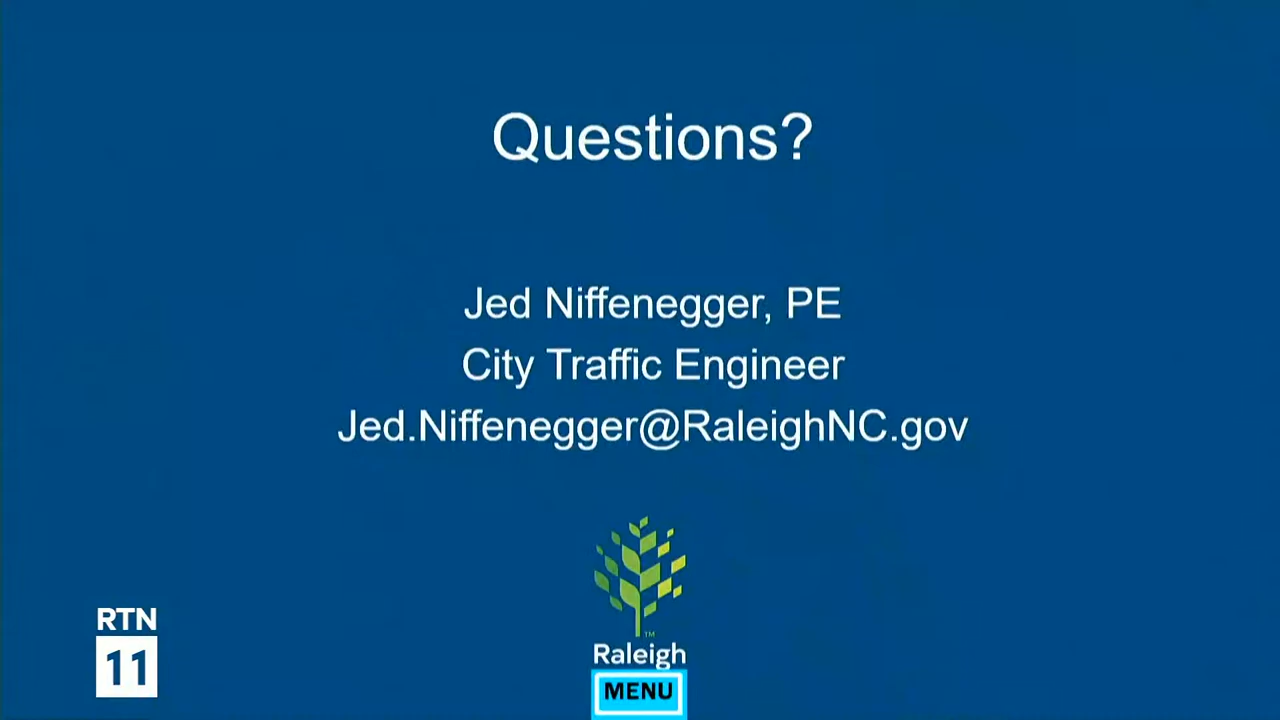 Questions?
Jed Niffenegger, PE
City Traffic Engineer
Jed.Niffenegger@RaleighNC.gov
TM
Raleigh
RTN
11
MENU